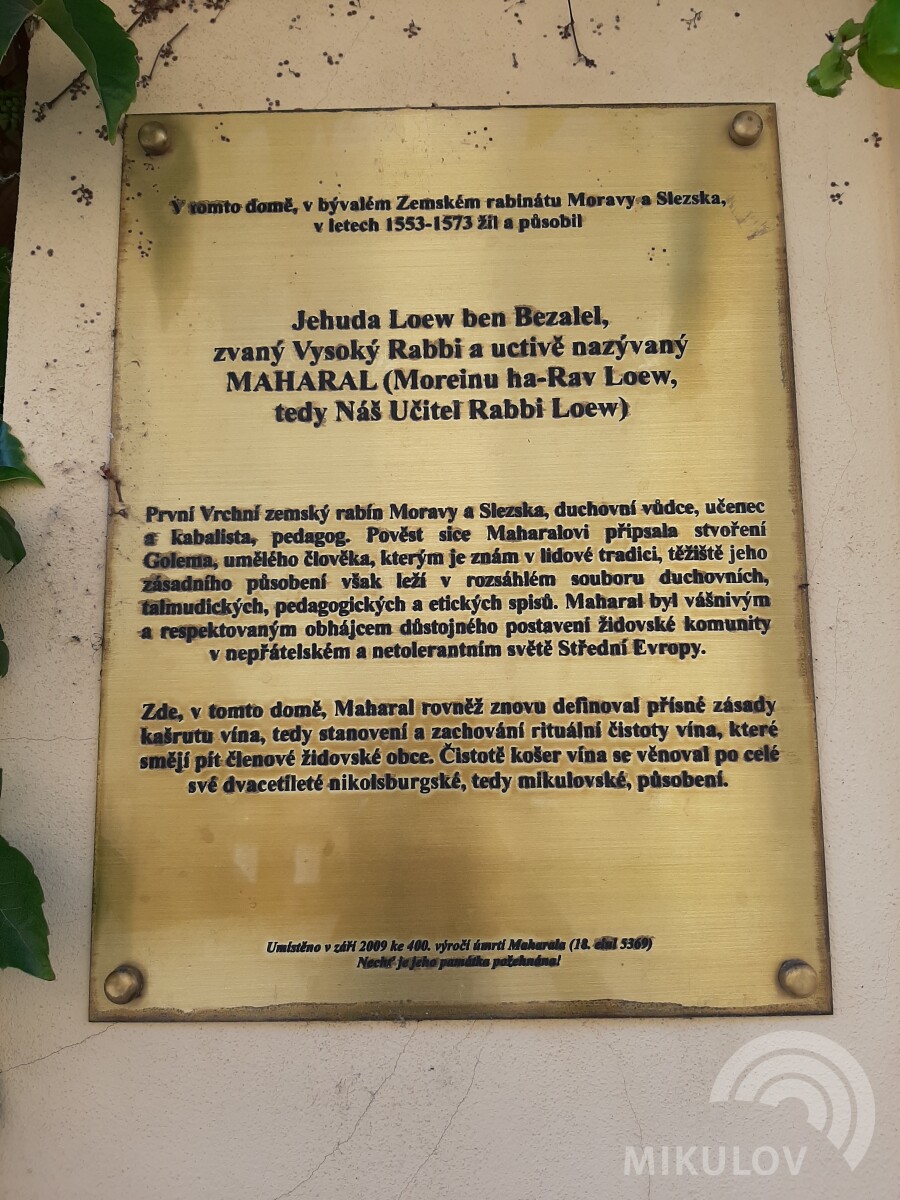 V tomto domě, v bývalém Zemském rabinátu Moravy a Slezska,
v letech 1553-1573 žil a působil
Jehuda Loew ben Bezalel,
zvaný Vysoký Rabbi a uctivě nazývaný
MAHARAL (Moreinu ha-Rav Loew,
tedy Náš Učitel Rabbi Loew)
První Vrchní zemský rabín Moravy a Slezska, duchovní vůdce, učenec
a kabalista, pedagog. Pověst sice Maharalovi připsala stvoření
Golema, umělého člověka, kterým je znám v lidové tradici, těžiště jeho
zásadního působení však leží v rozsáhlém souboru duchovních,
talmudických, pedagogických a etických spisů. Maharal byl vášnivým
a respektovaným obhájcem důstojného postavení židovské komunity
v nepřátelském a netolerantním světě Střední Evropy.
Zde, v tomto domě, Maharal rovněž znovu definoval přísné zásady
kašrutu vína, tedy stanovení a zachování rituální čistoty vína, které
smějí pít členové židovské obce. Čistotě košer vína se věnoval po celé
své dvacetileté nikolsburgské, tedy mikulovské, působení.
Umístěno v září 2009 ke 400. výročí úmrtí Maharala (18. elul 5369)
Nechť je jeho památka požehnána!
MIKULOV